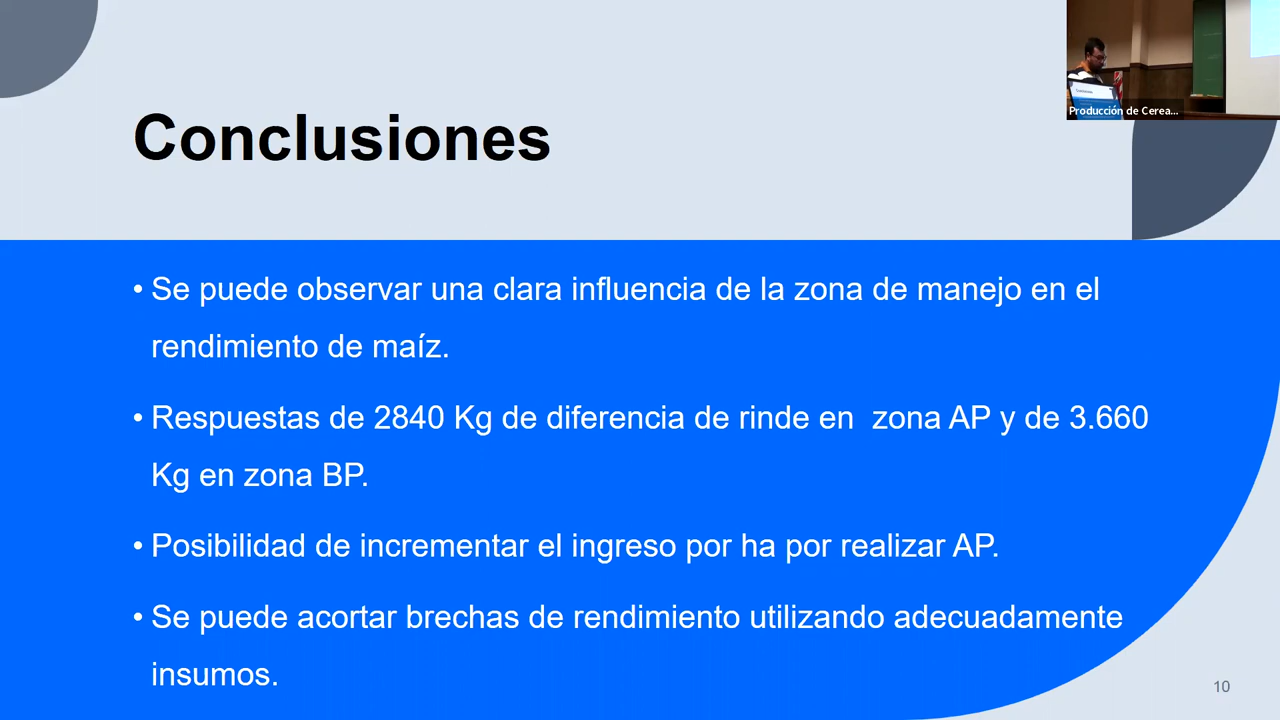 Producción de Cerea...
Conclusiones
• Se puede observar una clara influencia de la zona de manejo en el
rendimiento de maíz.
• Respuestas de 2840 Kg de diferencia de rinde en  zona AP y de 3.660
Kg en zona BP.
• Posibilidad de incrementar el ingreso por ha por realizar AP.
• Se puede acortar brechas de rendimiento utilizando adecuadamente
insumos.
10